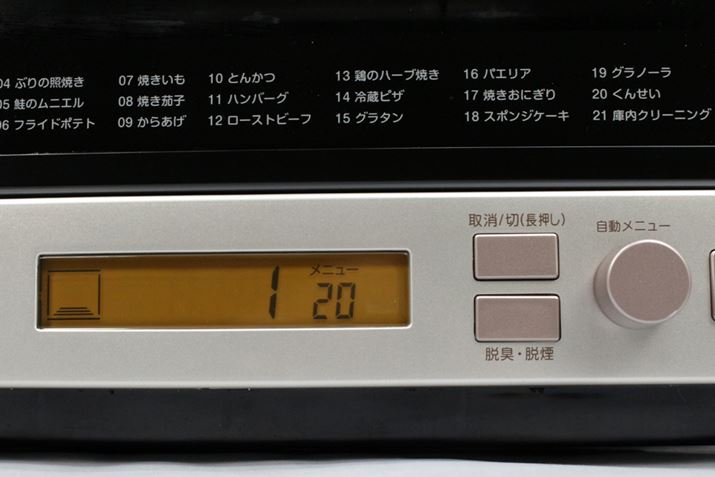 04 ぶりの照焼き 07 焼きいも 10 とんかつ 13 鶏のハーブ焼き 16 パエリア 19 グラノーラ
05 鮭のムニエル 08 焼き茄子 11 ハンバーグ 14 冷蔵ピザ 17 焼きおにぎり 20 くんせい
06 フライドポテト 09 からあげ 12 ローストビーフ 15 グラタン 18 スポンジケーキ 21 庫内クリーニング
取消/切(長押し)
自動メニュー
メニュー
1 20
脱臭・脱煙